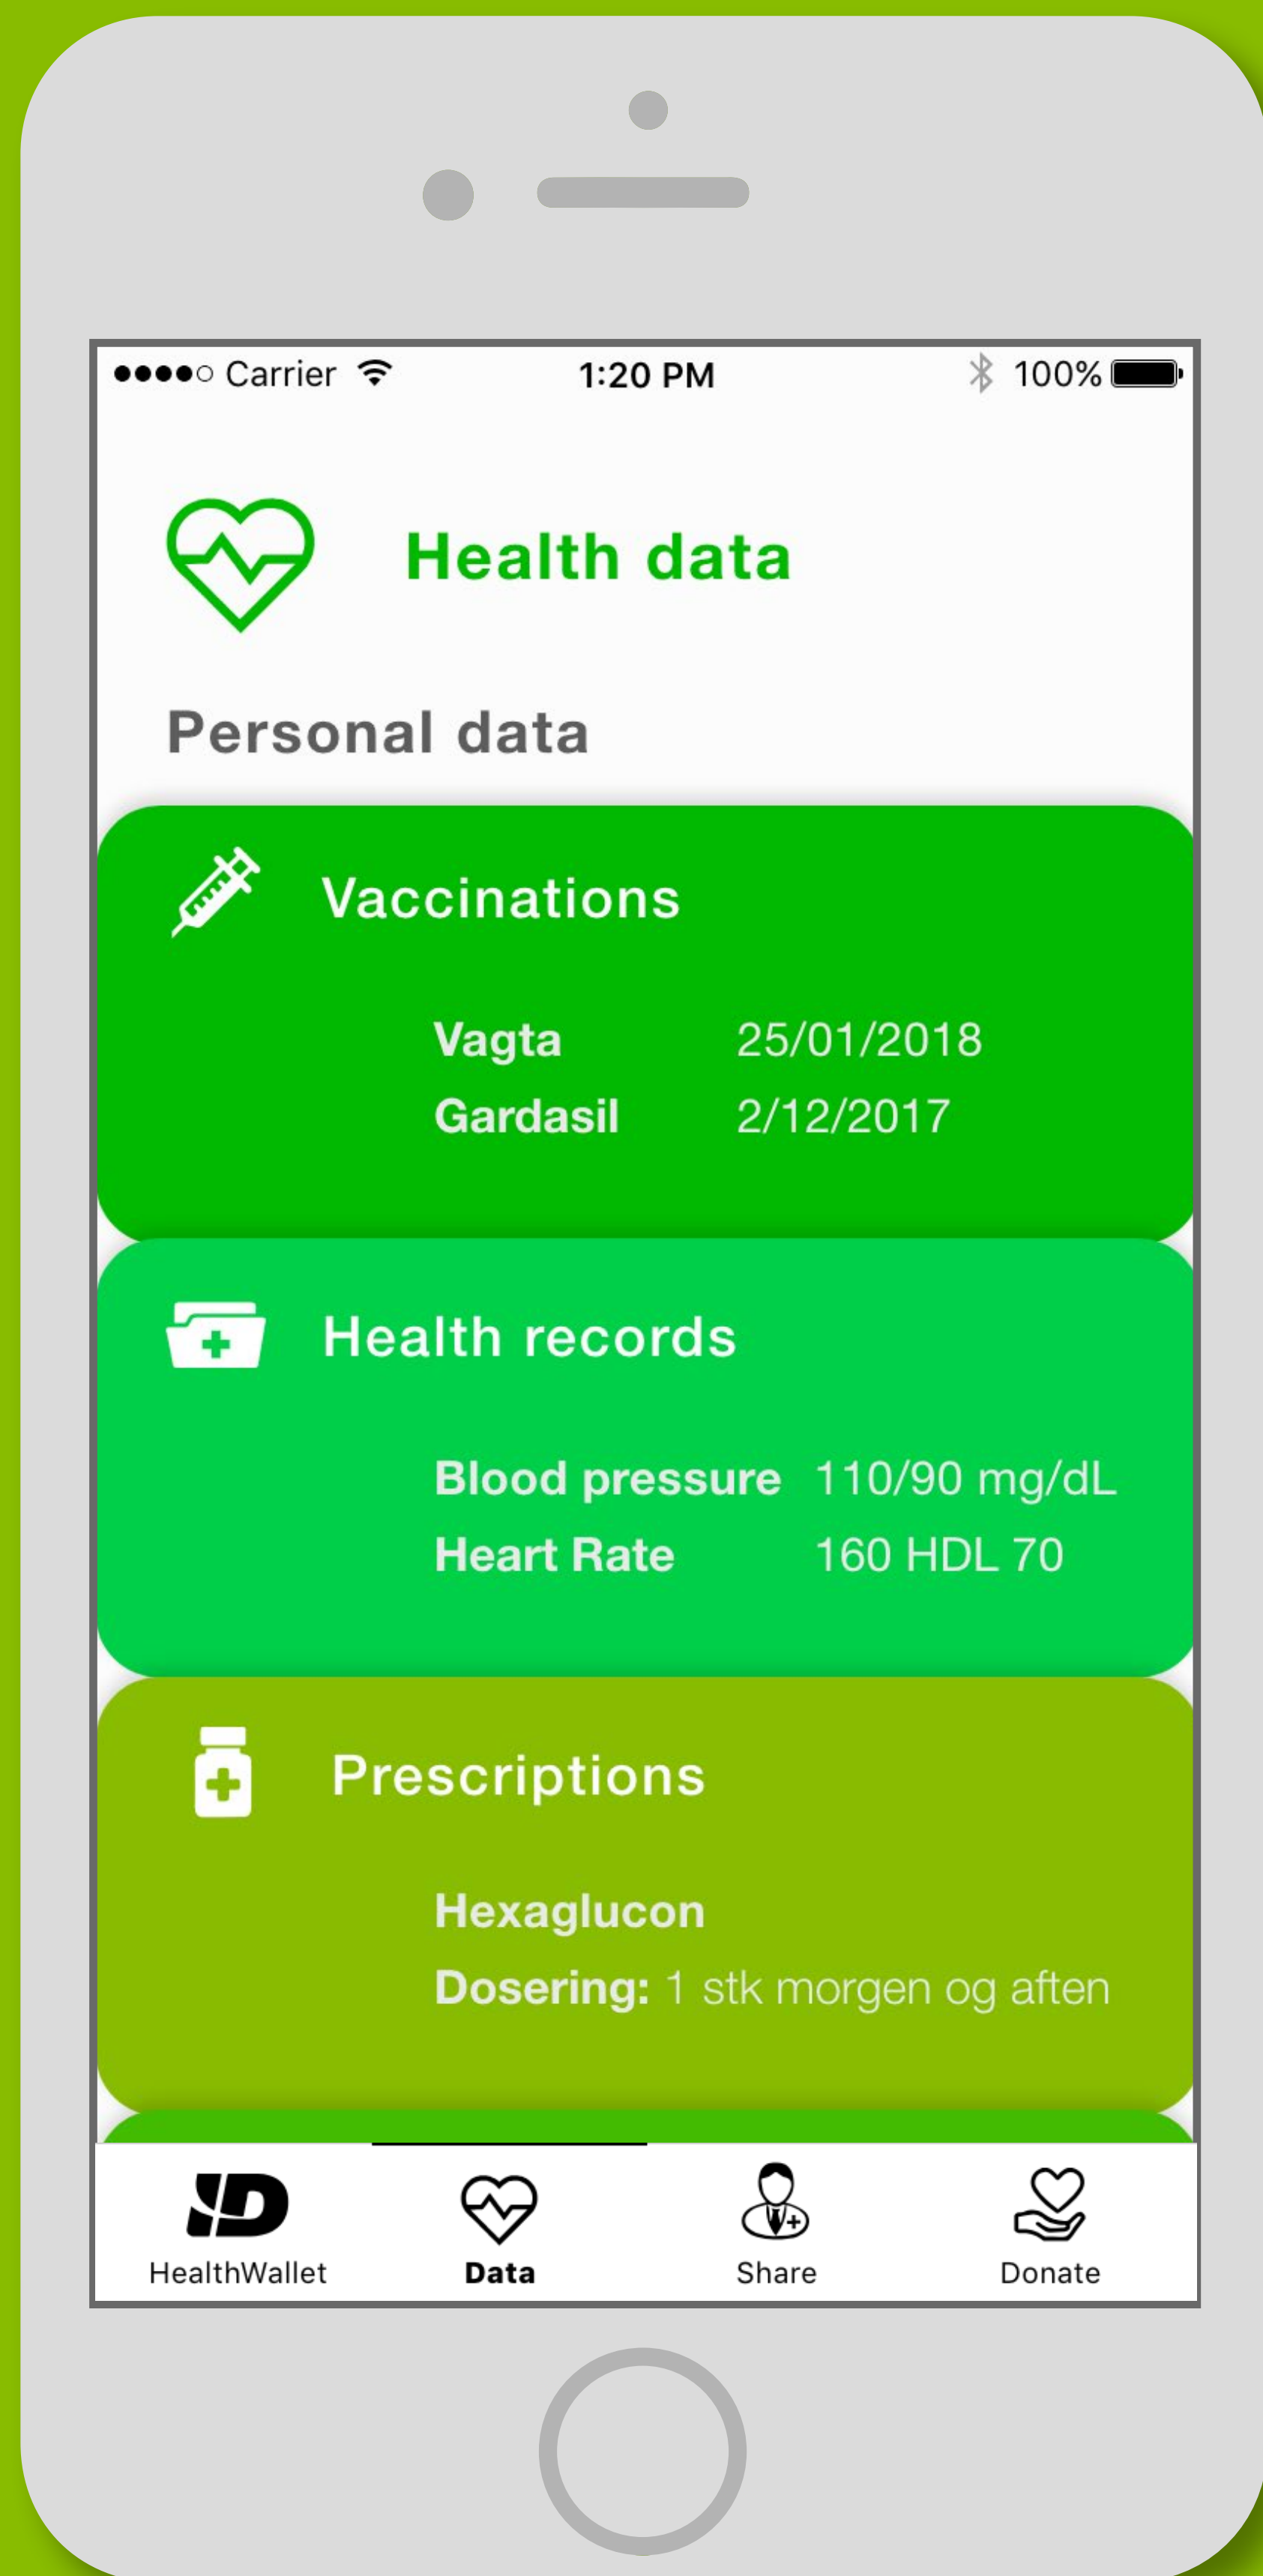 Carrier 1:20 PM 100%
Health data
Personal data
Vaccinations
Vagta 25/01/2018
Gardasil 2/12/2017
Health records
Blood pressure 110/90 mg/dL
Heart Rate 160 HDL 70
Prescriptions
Hexaglucon
Dosering: 1 stk morgen og aften
HealthWallet Data Share Donate